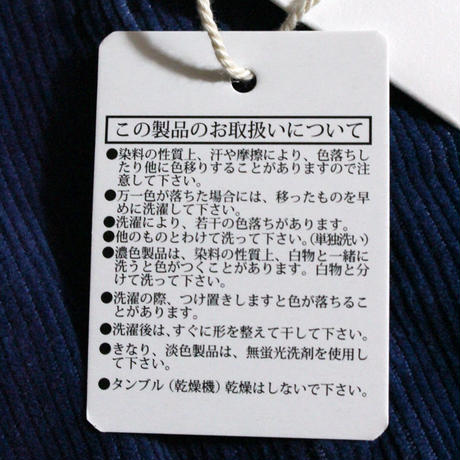 この製品のお取扱いについて
●染料の性質上、汗や摩擦により、色落ちし
たり他に色移りすることがありますので注
意して下さい。
●万一色が落ちた場合には、移ったものを早
めに洗濯して下さい。
●洗濯により、若干の色落ちがあります。
●他のものとわけて洗って下さい。(単独洗い)
●濃色製品は、染料の性質上、白物と一緒に
洗うと色がつくことがあります。白物と分
けて洗って下さい。
●洗濯の際、つけ置きしますと色が落ちるこ
とがあります。
●洗濯後は、すぐに形を整えて干して下さい。
●きなり、淡色製品は、無蛍光洗剤を使用し
て下さい。
●タンブル(乾燥機)乾燥はしないで下さい。